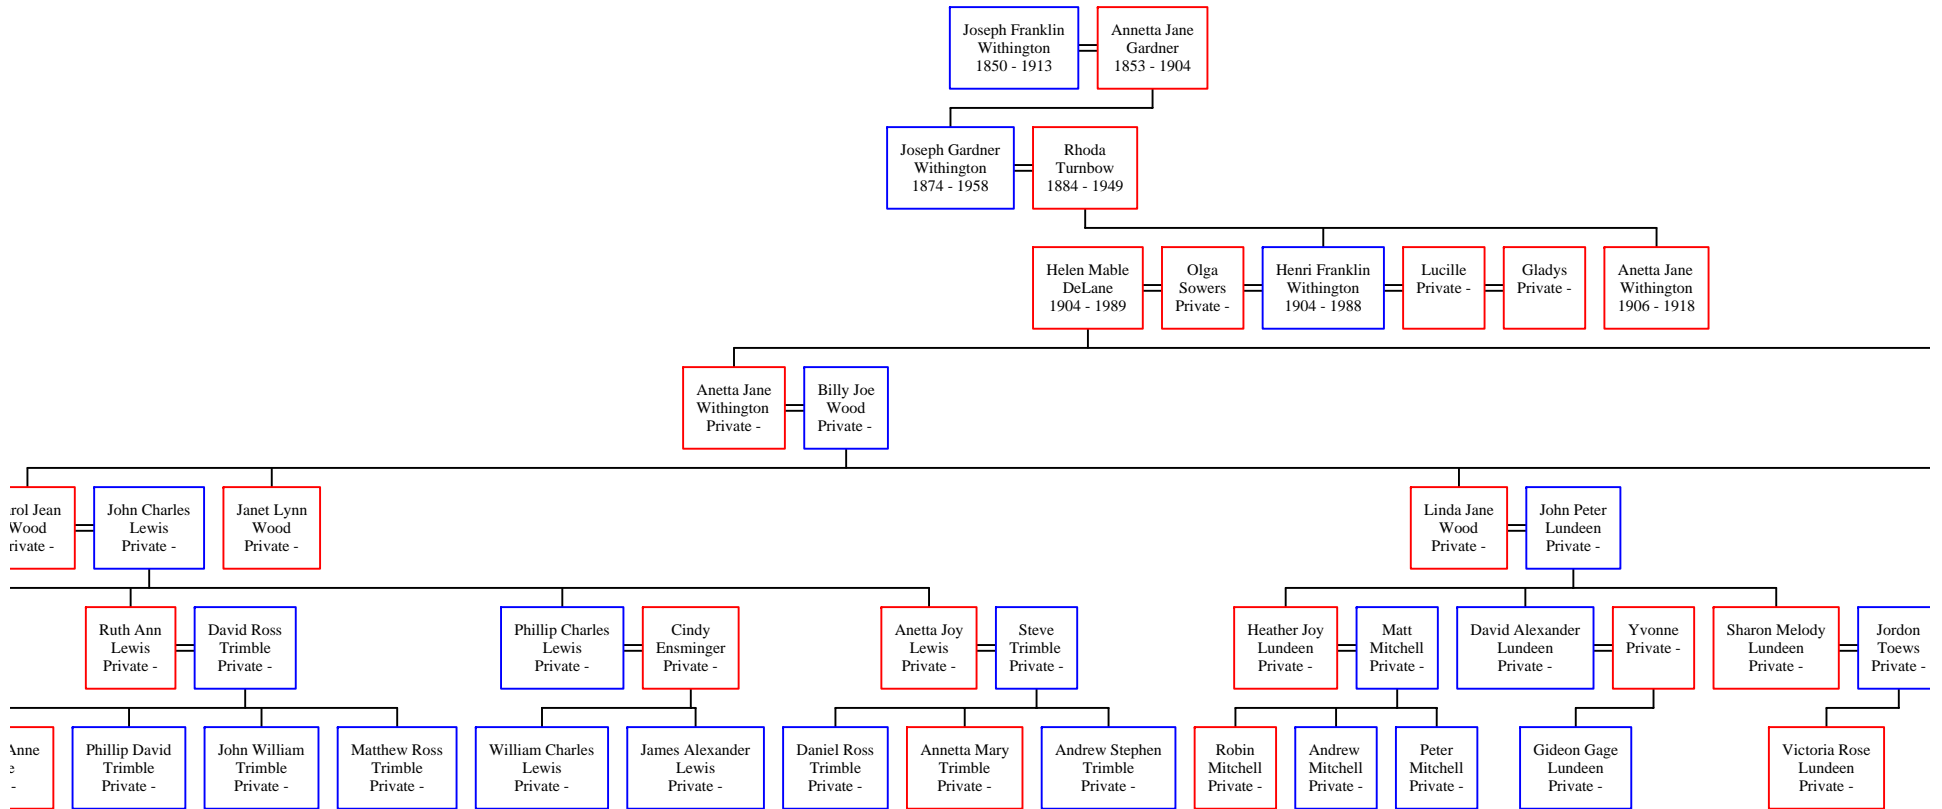 Joseph Franklin
Withington
1850 - 1913
Annetta Jane
Gardner
1853 - 1904
Joseph Gardner
Withington
1874 - 1958
Rhoda
Turnbow
1884 - 1949
Helen Mable
DeLane
1904 - 1989
Olga
Sowers
Private -
Henri Franklin
Withington
1904 - 1988
Lucille
Private -
Gladys
Private -
Anetta Jane
Withington
1906 - 1918
Anetta Jane
Withington
Private -
Billy Joe
Wood
Private -
rol Jean
Wood
rivate -
John Charles
Lewis
Private -
Janet Lynn
Wood
Private -
Linda Jane
Wood
Private -
John Peter
Lundeen
Private -
Ruth Ann
Lewis
Private -
David Ross
Trimble
Private -
Phillip Charles
Lewis
Private -
Cindy
Ensminger
Private -
Anetta Joy
Lewis
Private -
Steve
Trimble
Private -
Heather Joy
Lundeen
Private -
Matt
Mitchell
Private -
David Alexander
Lundeen
Private -
Yvonne
Private -
Sharon Melody
Lundeen
Private -
Jordon
Toews
Private -
Anne
e
-
Phillip David
Trimble
Private -
John William
Trimble
Private -
Matthew Ross
Trimble
Private -
William Charles
Lewis
Private -
James Alexander
Lewis
Private -
Daniel Ross
Trimble
Private -
Annetta Mary
Trimble
Private -
Andrew Stephen
Trimble
Private -
Robin
Mitchell
Private -
Andrew
Mitchell
Private -
Peter
Mitchell
Private -
Gideon Gage
Lundeen
Private -
Victoria Rose
Lundeen
Private -